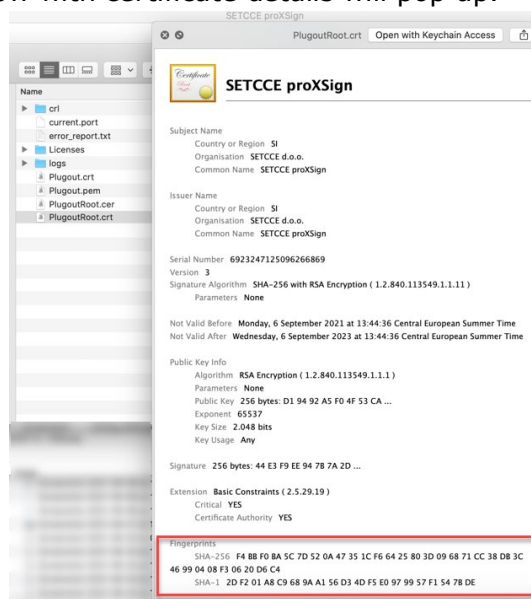 SETCCE proXSign
PlugoutRoot.crt
Open with Keychain Access
Name
crl
current.port
error_report.txt
Licenses
logs
Plugout.crt
Plugout.pem
PlugoutRoot.cer
PlugoutRoot.crt
Certificate
SETCCE proXSign
Subject Name
Country or Region SI
Organisation SETCCE d.o.o.
Common Name SETCCE proXSign
Issuer Name
Country or Region SI
Organisation SETCCE d.o.o.
Common Name SETCCE proXSign
Serial Number 6923247125096266869
Version 3
Signature Algorithm SHA-256 with RSA Encryption ( 1.2.840.113549.1.1.11 )
Parameters None
Not Valid Before Monday, 6 September 2021 at 13:44:36 Central European Summer Time
Not Valid After Wednesday, 6 September 2023 at 13:44:36 Central European Summer Time
Public Key Info
Algorithm RSA Encryption ( 1.2.840.113549.1.1.1 )
Parameters None
Public Key 256 bytes: D1 94 92 A5 F0 4F 53 CA ...
Exponent 65537
Key Size 2.048 bits
Key Usage Any
Signature 256 bytes: 44 E3 F9 EE 94 7B 7A 2D ...
Extension Basic Constraints ( 2.5.29.19 )
Critical YES
Certificate Authority YES
Fingerprints
SHA-256 F4 BB F0 BA 5C 7D 52 0A 47 35 1C F6 64 25 80 3D 09 68 71 CC 38 DB 3C
46 99 04 08 F3 06 20 D6 C4
SHA-1 2D F2 01 A8 C9 68 9A A1 56 D3 4D F5 E0 97 99 57 F1 54 7B DE